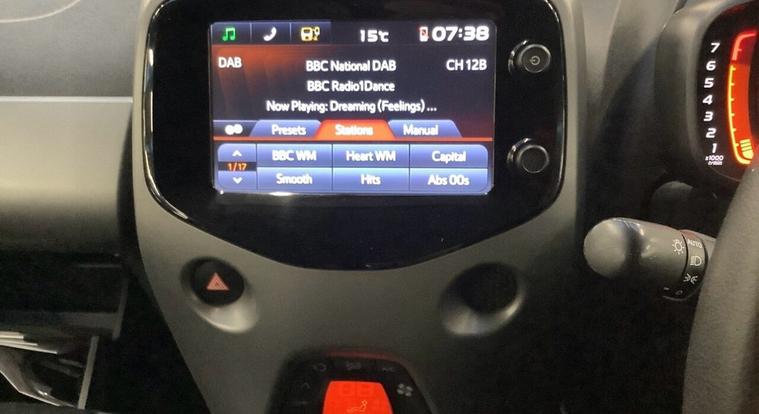 15°C 07:38
DAB BBC National DAB CH 12B
BBC Radio1Dance
Now Playing: Dreaming (Feelings) ...
Presets Stations Manual
BBC WM Heart WM Capital
1/17
Smooth Hits Abs 00s
7
6
5
4
3
2
1
x1000
r/min
F
AUTO